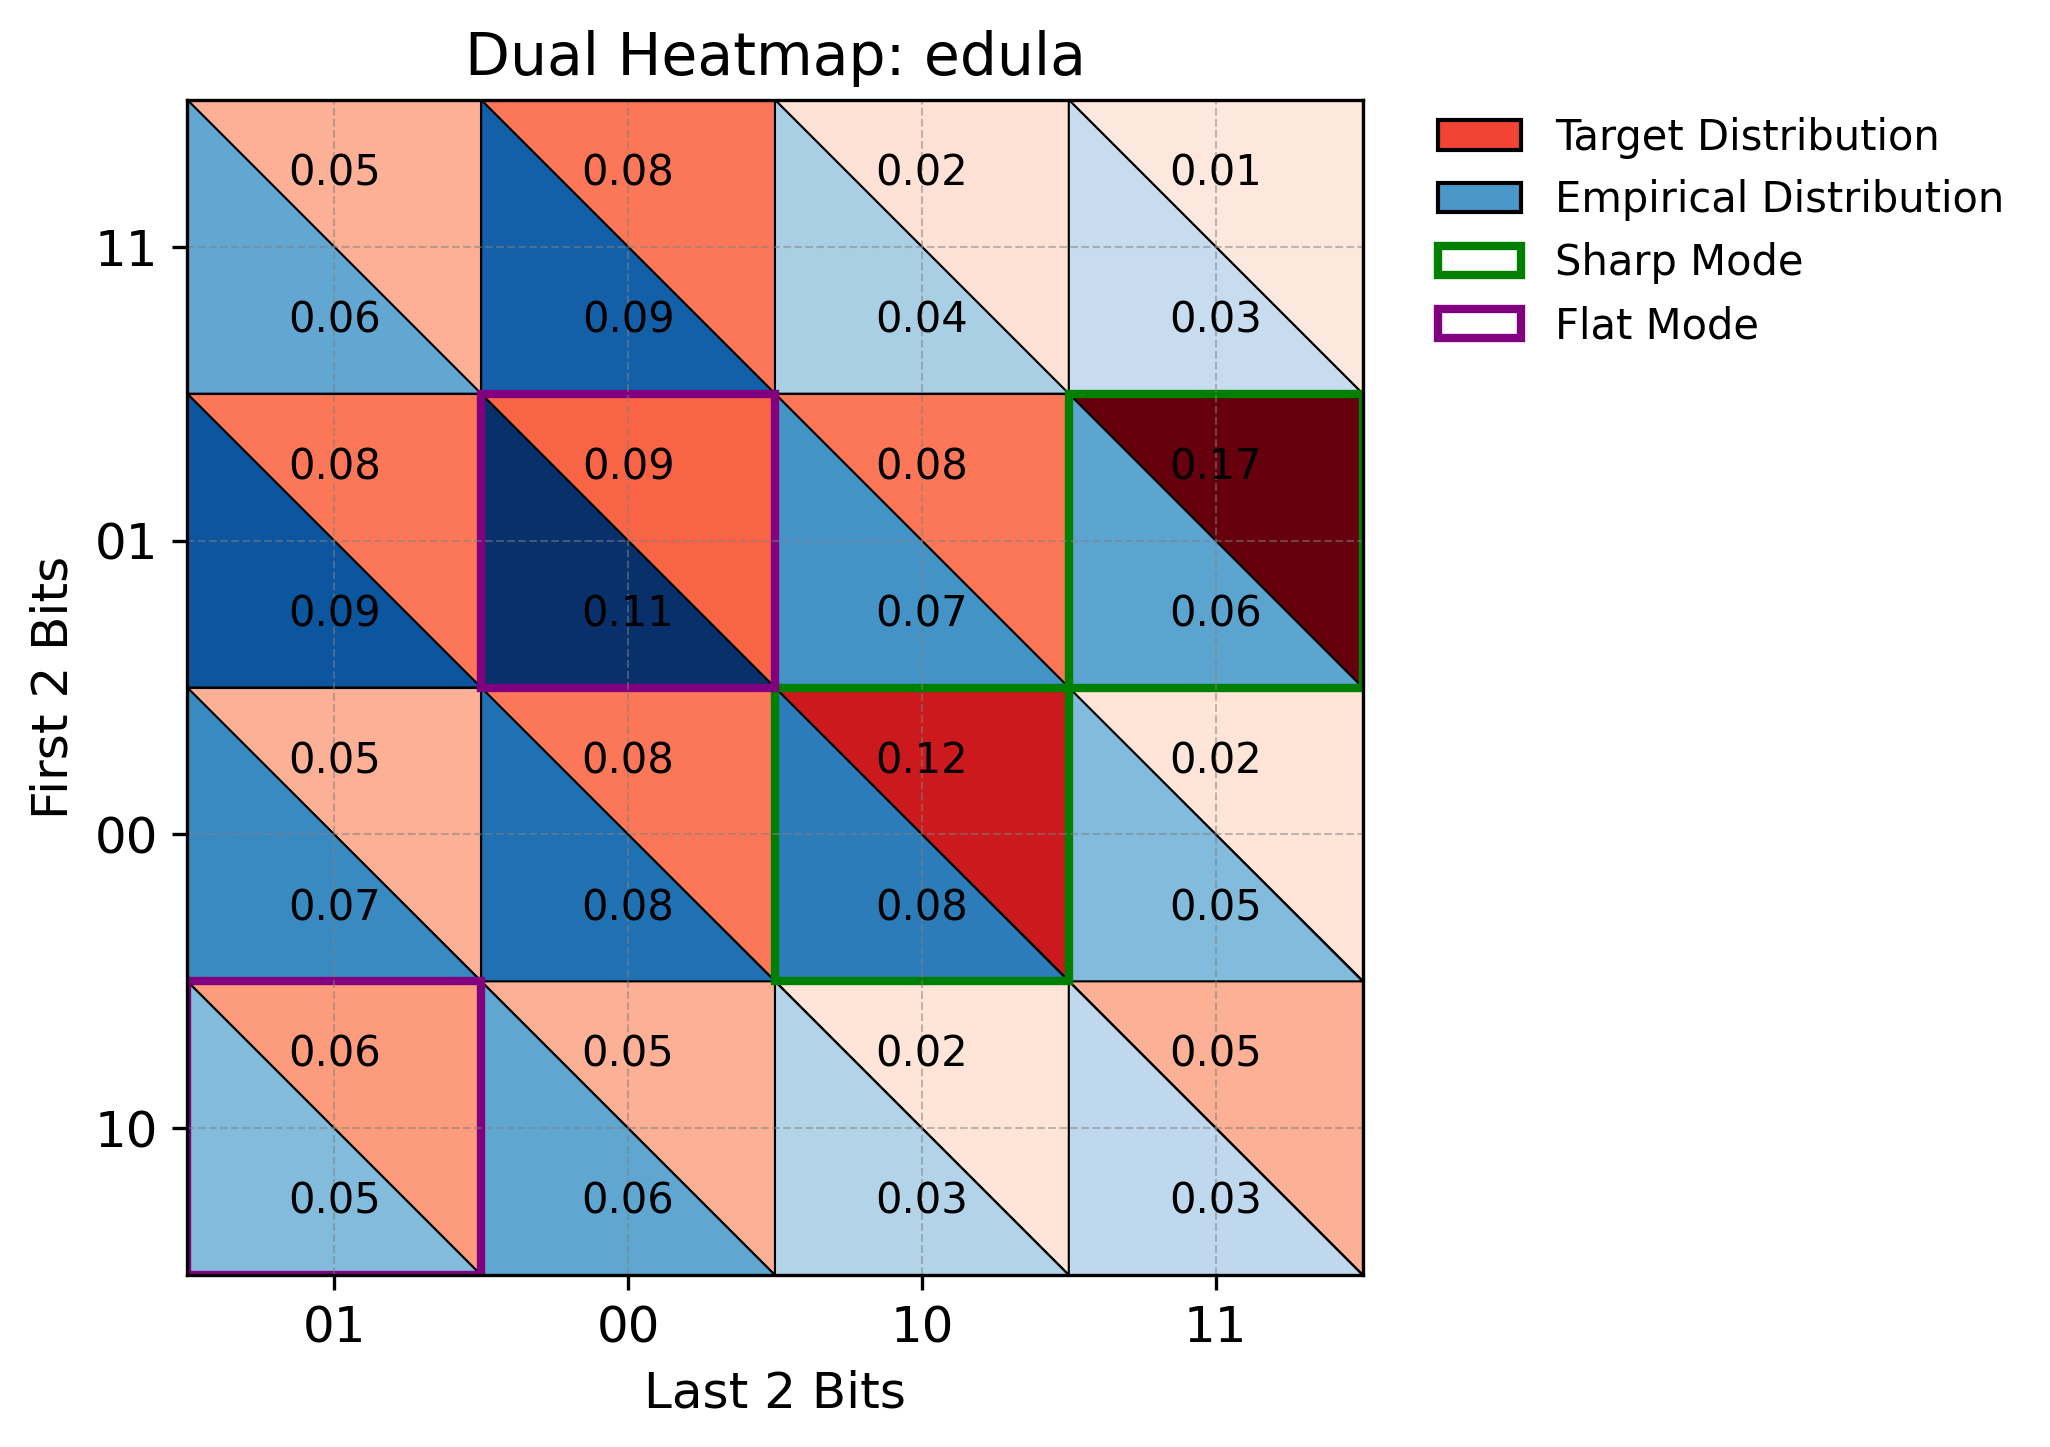 Dual Heatmap: edula
Target Distribution
Empirical Distribution
Sharp Mode
Flat Mode
First 2 Bits
11
0.05 0.08 0.02 0.01
0.06 0.09 0.04 0.03
01
0.08 0.09 0.08 0.17
0.09 0.11 0.07 0.06
00
0.05 0.08 0.12 0.02
0.07 0.08 0.08 0.05
10
0.06 0.05 0.02 0.05
0.05 0.06 0.03 0.03
01 00 10 11
Last 2 Bits